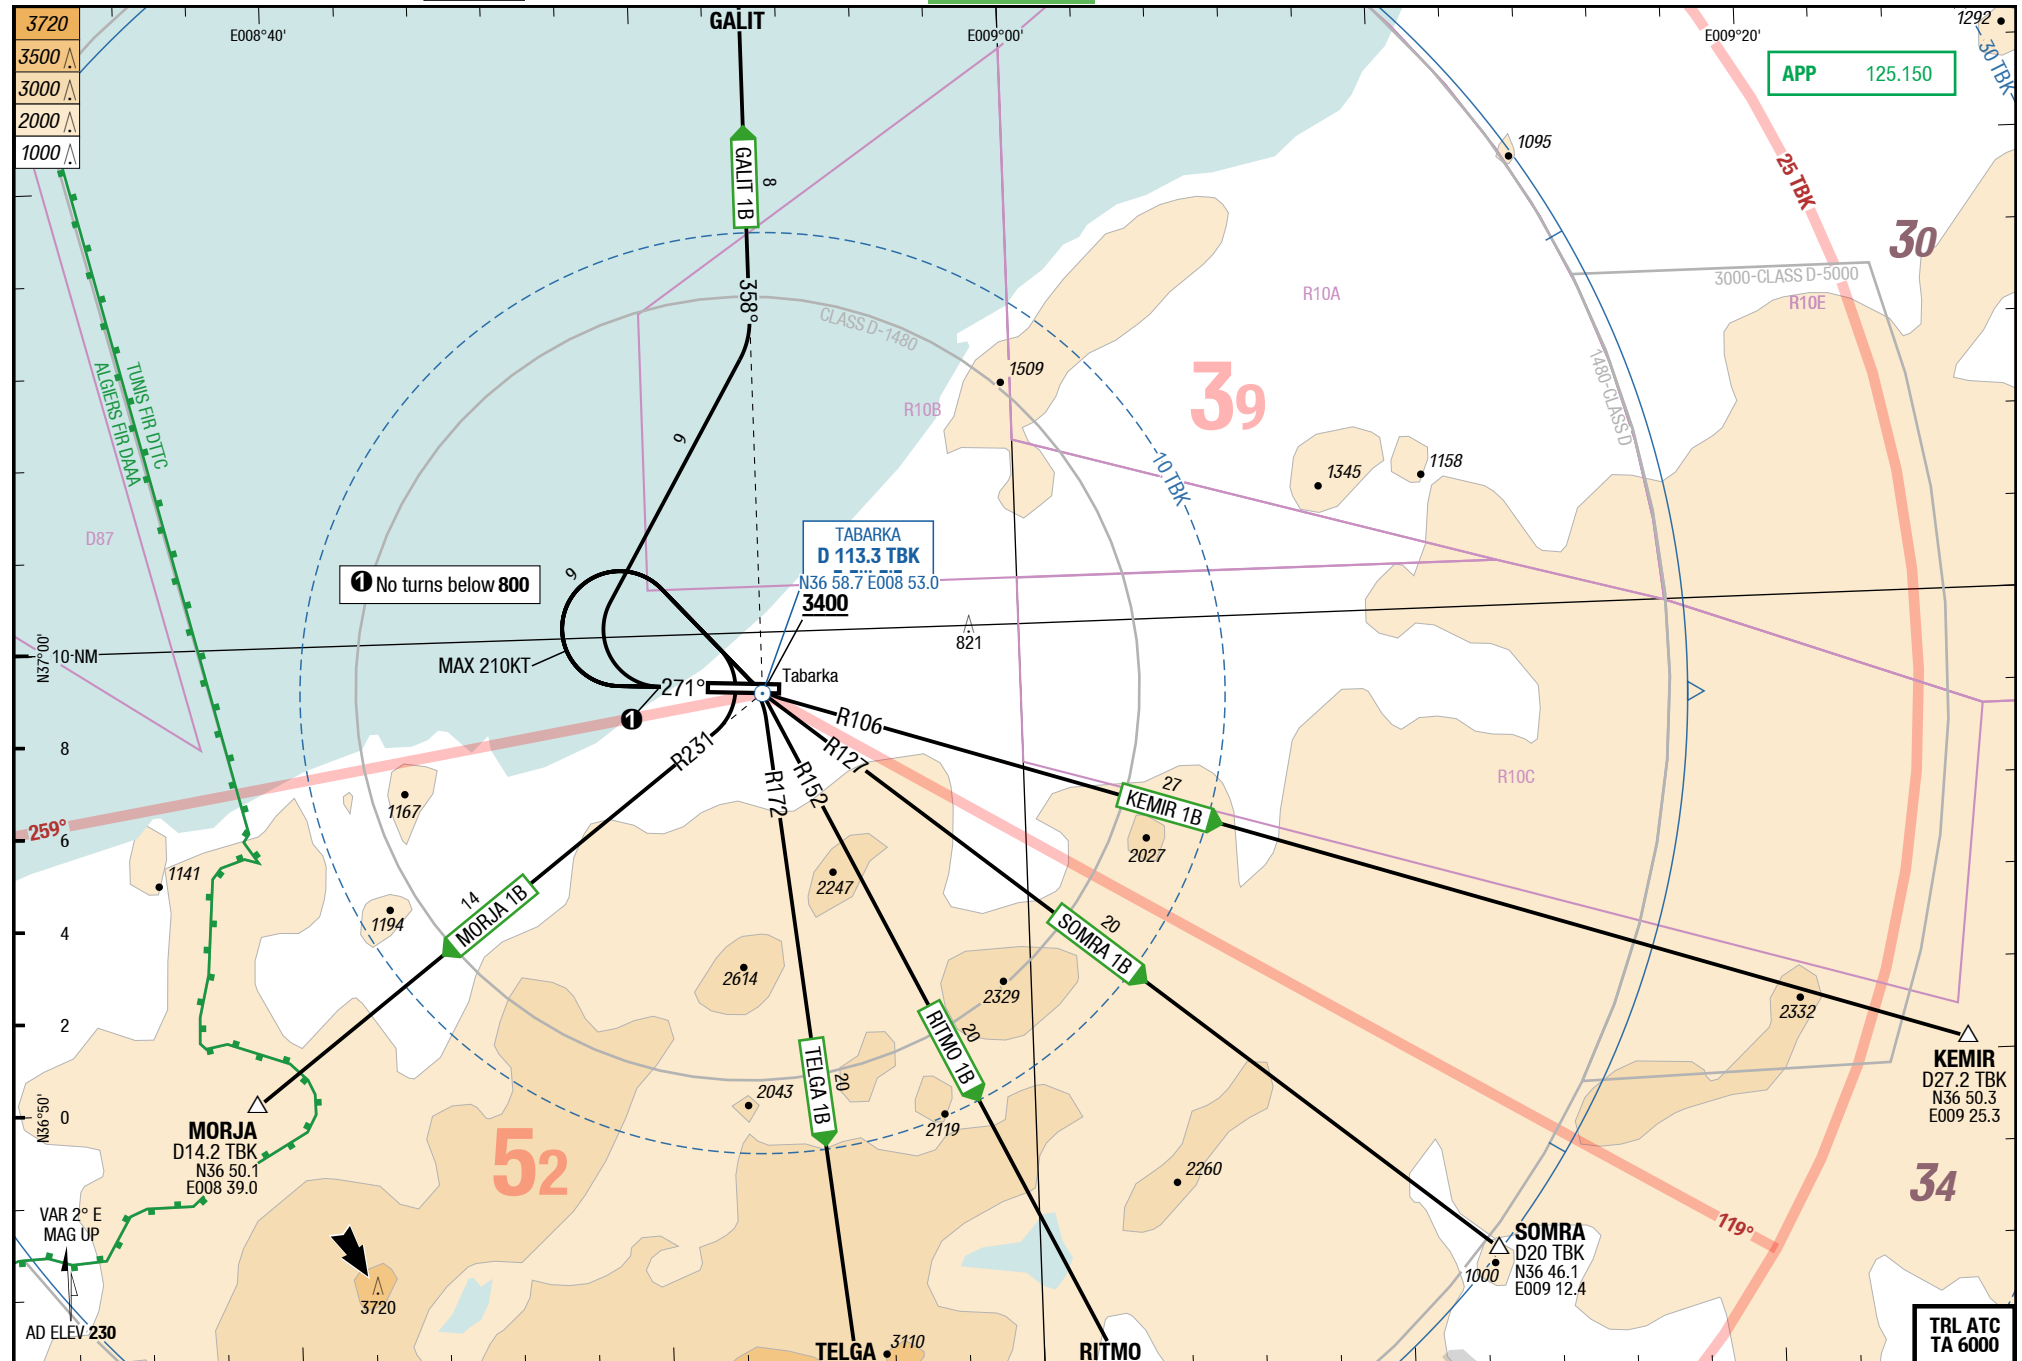 GALIT
3720
3500
3000
2000
1000
E008°40'
E009°00'
E009°20'
1292
30 TBK
APP 125.150
1095
25 TBK
GALIT 1B
8
30
358°
CLASS D-1480
R10A
3000-CLASS D-5000
R10E
1480-CLASS D
TUNIS FIR DTTC
ALGIERS FIR DAAA
1509
39
R10B
9
10 TBK
1345
1158
D87
TABARKA
D 113.3 TBK
N36 58.7 E008 53.0
3400
1 No turns below 800
9
821
N37°00'
10 NM
MAX 210KT
271°
Tabarka
1
R106
R127
R231
R172
R152
8
R10C
27
KEMIR 1B
1167
259°
6
2027
1141
2247
14
MORJA 1B
1194
4
20
SOMRA 1B
2614
2329
2332
2
RITMO 1B
20
TELGA 1B
20
KEMIR
D27.2 TBK
N36 50.3
E009 25.3
2043
2119
N36°50'
0
MORJA
D14.2 TBK
N36 50.1
E008 39.0
52
2260
34
VAR 2° E
MAG UP
119°
SOMRA
D20 TBK
N36 46.1
E009 12.4
1000
3720
AD ELEV 230
TELGA
3110
RITMO
TRL ATC
TA 6000